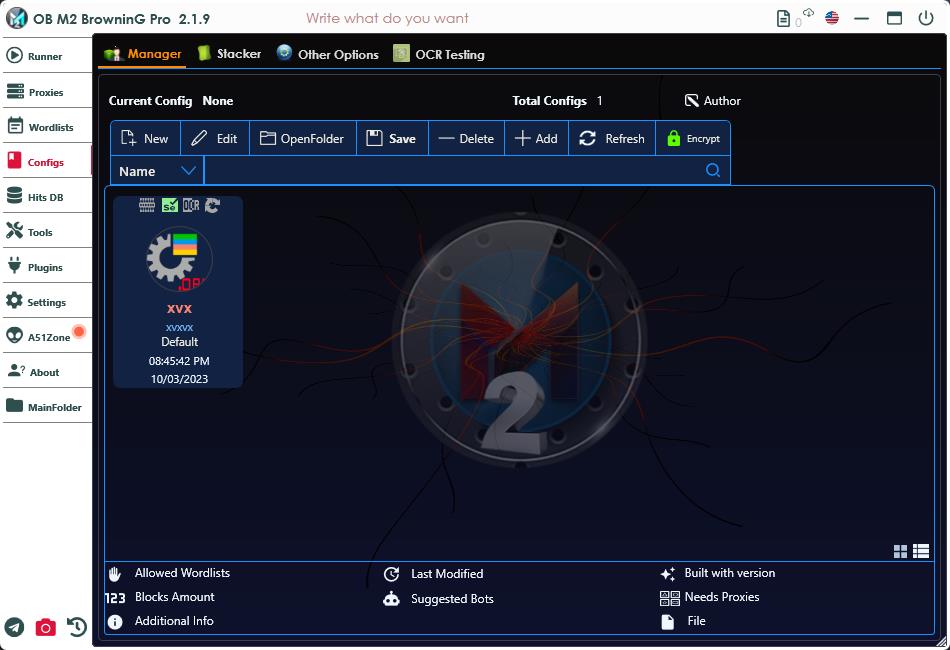 OB M2 BrowninG Pro 2.1.9
Write what do you want
0
Runner
Proxies
Wordlists
Configs
Hits DB
Tools
Plugins
Settings
A51Zone
About
MainFolder
Manager
Stacker
Other Options
OCR Testing
Current Config None
Total Configs 1
Author
New
Edit
OpenFolder
Save
Delete
Add
Refresh
Encrypt
Name
se
OCR
xvx
xvxvx
Default
08:45:42 PM
10/03/2023
M
2
Allowed Wordlists
Last Modified
Built with version
123 Blocks Amount
Suggested Bots
Needs Proxies
Additional Info
File